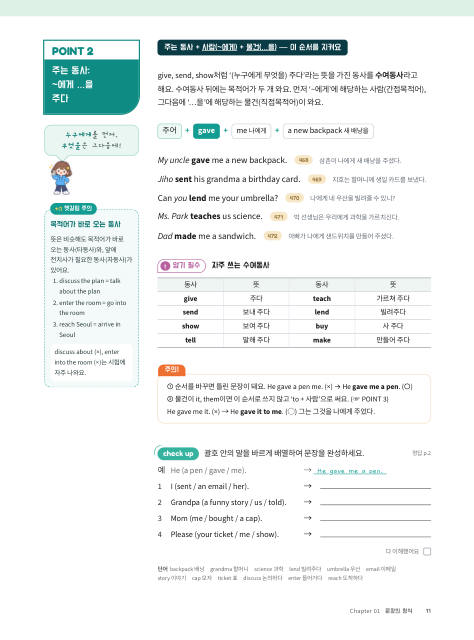 POINT 2
주는 동사:
~에게 …을
주다
누구에게를 먼저,
무엇을은 그다음에!
헷갈림 주의
목적어가 바로 오는 동사
뜻은 비슷해도 목적어가 바로
오는 동사(타동사)와, 앞에
전치사가 필요한 동사(자동사)가
있어요.
1. discuss the plan = talk
about the plan
2. enter the room = go into
the room
3. reach Seoul = arrive in
Seoul
discuss about (×), enter
into the room (×)는 시험에
자주 나와요.
주는 동사 + 사람(~에게) + 물건(…을) — 이 순서를 지켜요
give, send, show처럼 '(누구에게 무엇을) 주다'라는 뜻을 가진 동사를 수여동사라고
해요. 수여동사 뒤에는 목적어가 두 개 와요. 먼저 '~에게'에 해당하는 사람(간접목적어),
그다음에 '…을'에 해당하는 물건(직접목적어)이 와요.
주어 + gave + me 나에게 + a new backpack 새 배낭을
My uncle gave me a new backpack. 468 삼촌이 나에게 새 배낭을 주셨다.
Jiho sent his grandma a birthday card. 469 지호는 할머니께 생일 카드를 보냈다.
Can you lend me your umbrella? 470 나에게 네 우산을 빌려줄 수 있니?
Ms. Park teaches us science. 471 박 선생님은 우리에게 과학을 가르치신다.
Dad made me a sandwich. 472 아빠가 나에게 샌드위치를 만들어 주셨다.
암기 필수 자주 쓰는 수여동사
동사 뜻 동사 뜻
give 주다 teach 가르쳐 주다
send 보내 주다 lend 빌려주다
show 보여 주다 buy 사 주다
tell 말해 주다 make 만들어 주다
주의!
① 순서를 바꾸면 틀린 문장이 돼요. He gave a pen me. (×) → He gave me a pen. (○)
② 물건이 it, them이면 이 순서로 쓰지 않고 'to + 사람'으로 써요. (☞ POINT 3)
He gave me it. (×) → He gave it to me. (○) 그는 그것을 나에게 주었다.
check up 괄호 안의 말을 바르게 배열하여 문장을 완성하세요. 정답 p.2
예 He (a pen / gave / me). → He gave me a pen.
1 I (sent / an email / her). →
2 Grandpa (a funny story / us / told). →
3 Mom (me / bought / a cap). →
4 Please (your ticket / me / show). →
다 이해했어요
단어 backpack 배낭 grandma 할머니 science 과학 lend 빌려주다 umbrella 우산 email 이메일
story 이야기 cap 모자 ticket 표 discuss 논의하다 enter 들어가다 reach 도착하다
Chapter 01 문장의 형식 11